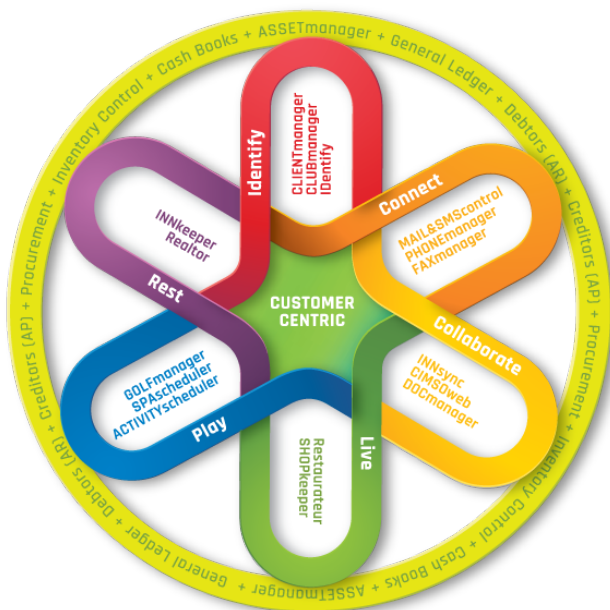 Creditors (AP) + Procurement + Inventory Control + Cash Books + ASSETmanager + General Ledger + Debtors (AR) + Creditors (AP) + Procurement + Inventory Control + Cash Books + ASSETmanager + General Ledger + Debtors (AR) +
Identify
CLIENTmanager
CLUBmanager
IDentify
Connect
MAIL&SMScontrol
PHONEmanager
FAXmanager
Collaborate
INNsync
CIMSOweb
DOCmanager
Live
Restaurateur
SHOPkeeper
Play
GOLFmanager
SPAscheduler
ACTIVITYscheduler
Rest
INNkeeper
Realtor
CUSTOMER
CENTRIC